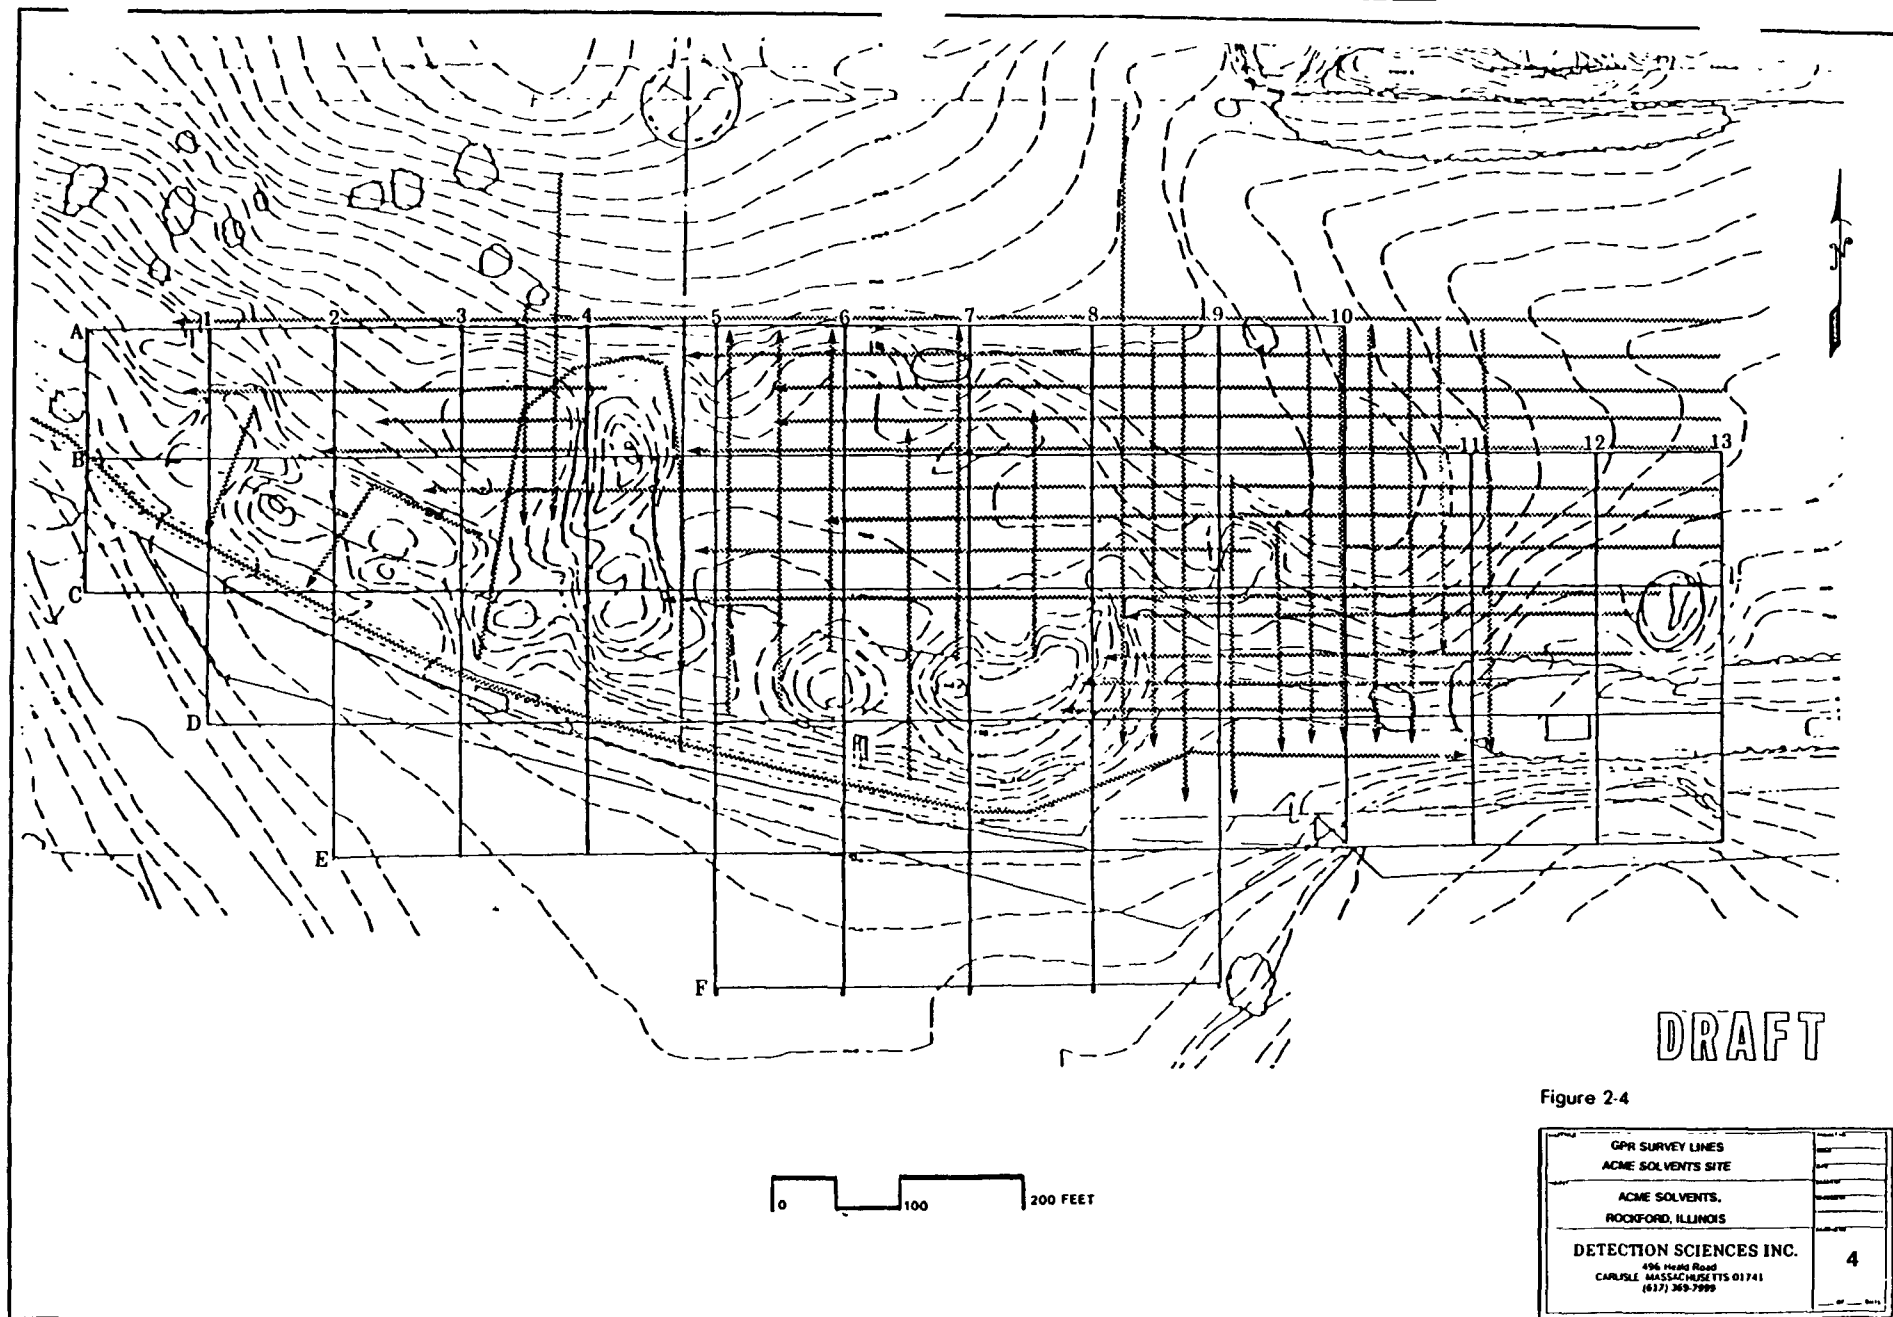 N
1 2 3 4 5 6 7 8 9 10
A
11 12 13
B
C
D
E
F
DRAFT
Figure 2-4
0 100 200 FEET
GPR SURVEY LINES
ACME SOLVENTS SITE
ACME SOLVENTS,
ROCKFORD, ILLINOIS
DETECTION SCIENCES INC.
496 Heald Road
CARLISLE MASSACHUSETTS 01741
(617) 369-7999
4